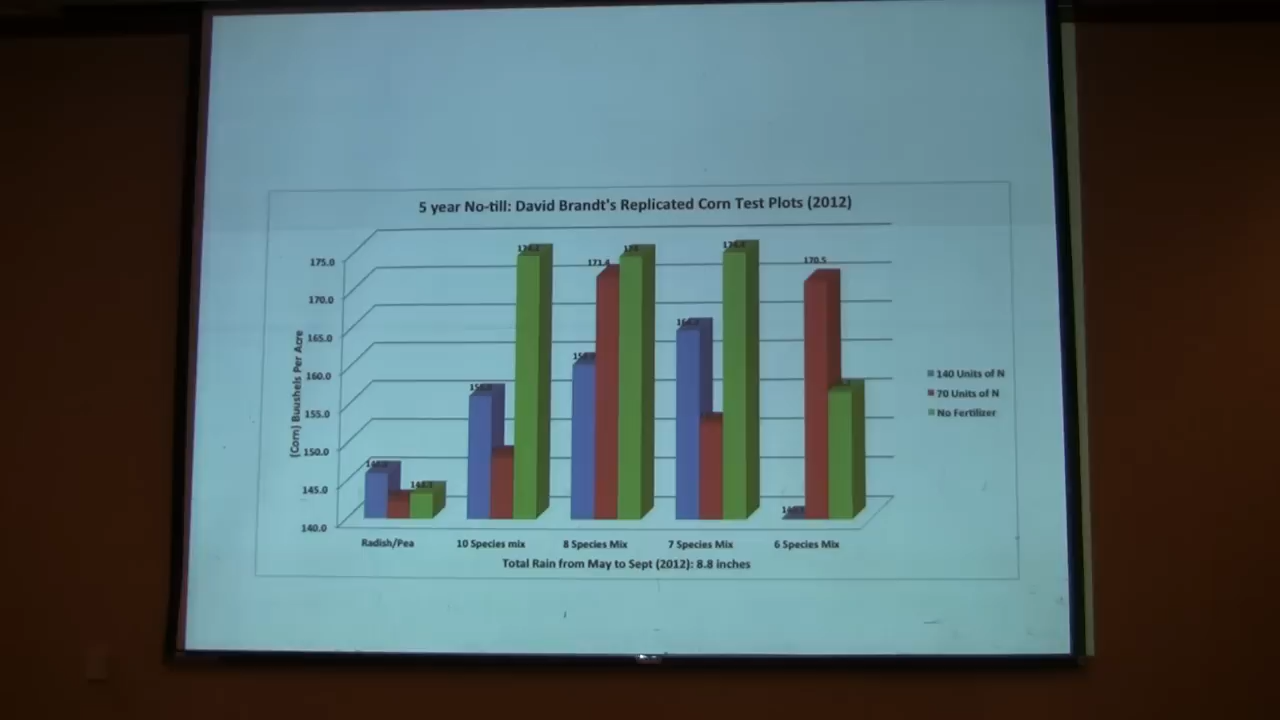 5 year No-till: David Brandt's Replicated Corn Test Plots (2012)
175.0
170.0
165.0
160.0
155.0
150.0
145.0
140.0
(Corn) Buushels Per Acre
171.4
170.5
140 Units of N
70 Units of N
No Fertilizer
Radish/Pea
10 Species mix
8 Species Mix
7 Species Mix
6 Species Mix
Total Rain from May to Sept (2012): 8.8 inches